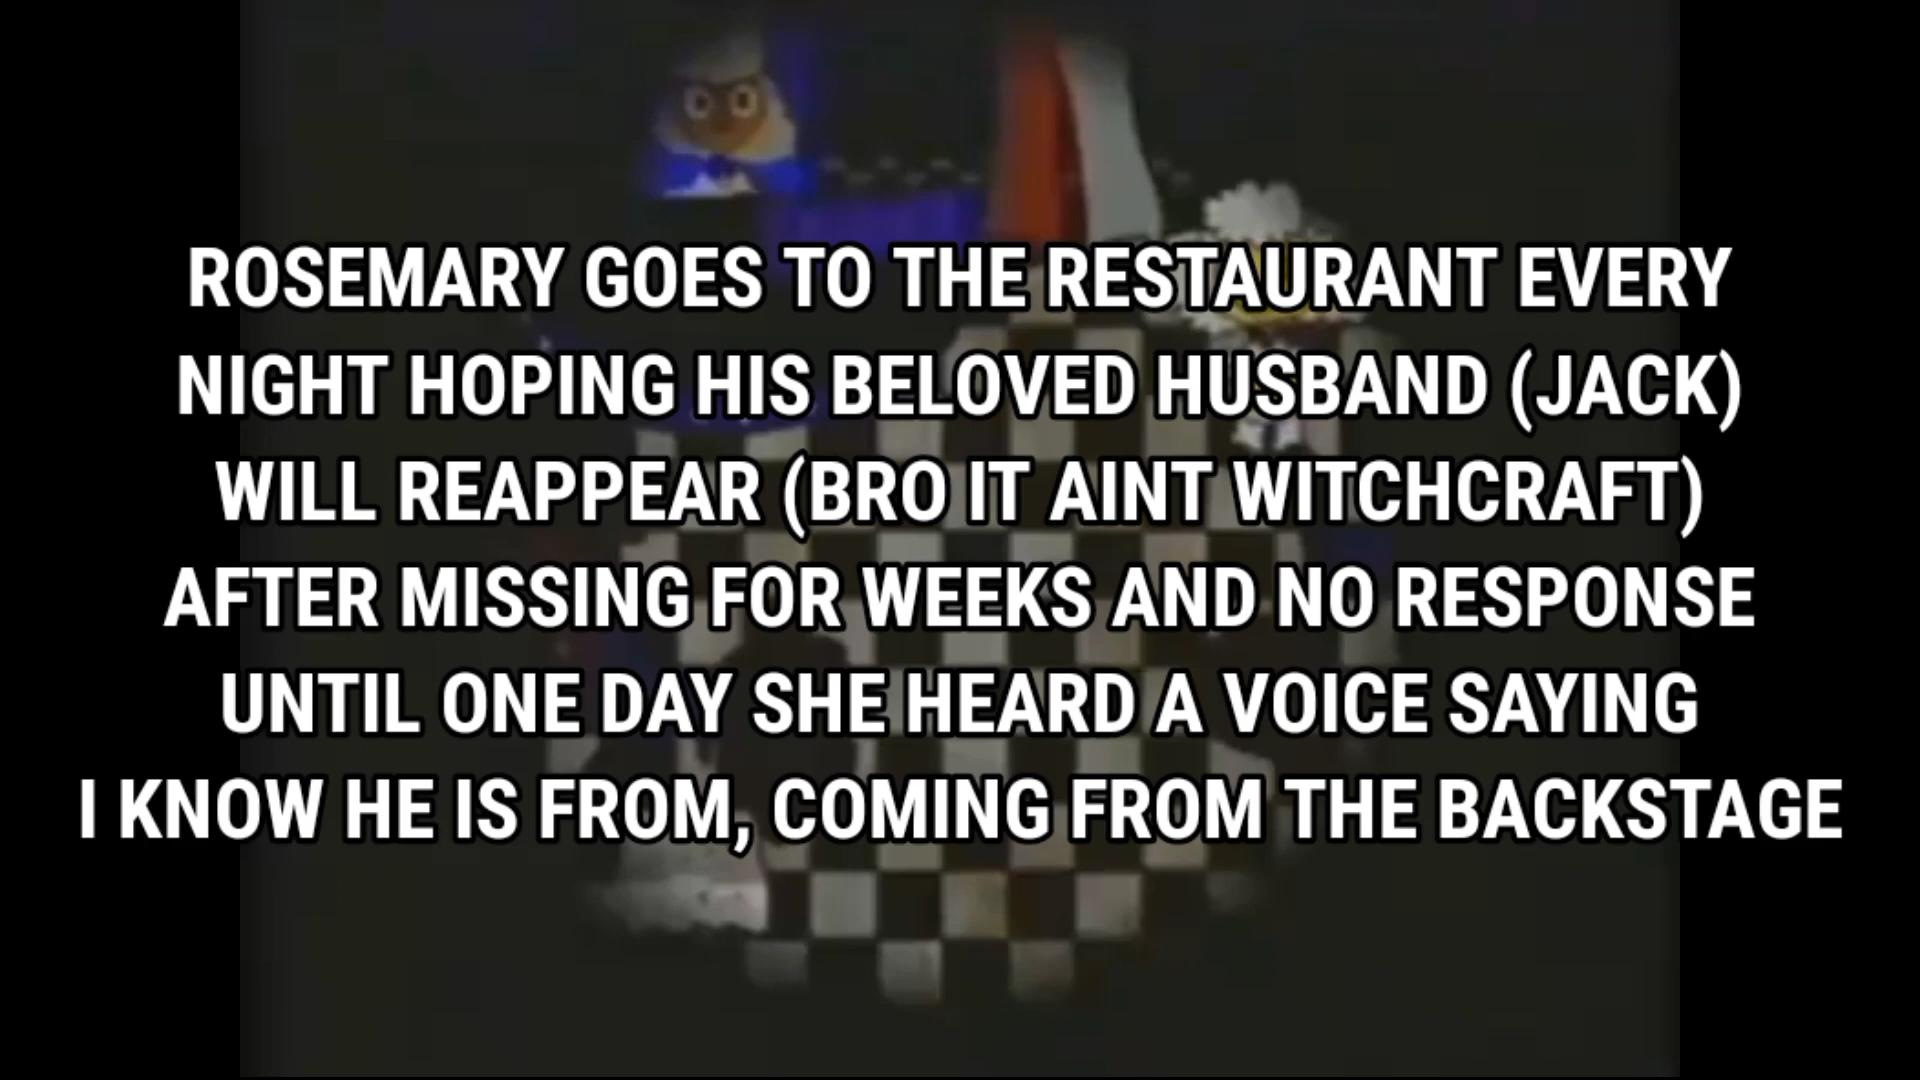 ROSEMARY GOES TO THE RESTAURANT EVERY
NIGHT HOPING HIS BELOVED HUSBAND (JACK)
WILL REAPPEAR (BRO IT AINT WITCHCRAFT)
AFTER MISSING FOR WEEKS AND NO RESPONSE
UNTIL ONE DAY SHE HEARD A VOICE SAYING
I KNOW HE IS FROM, COMING FROM THE BACKSTAGE